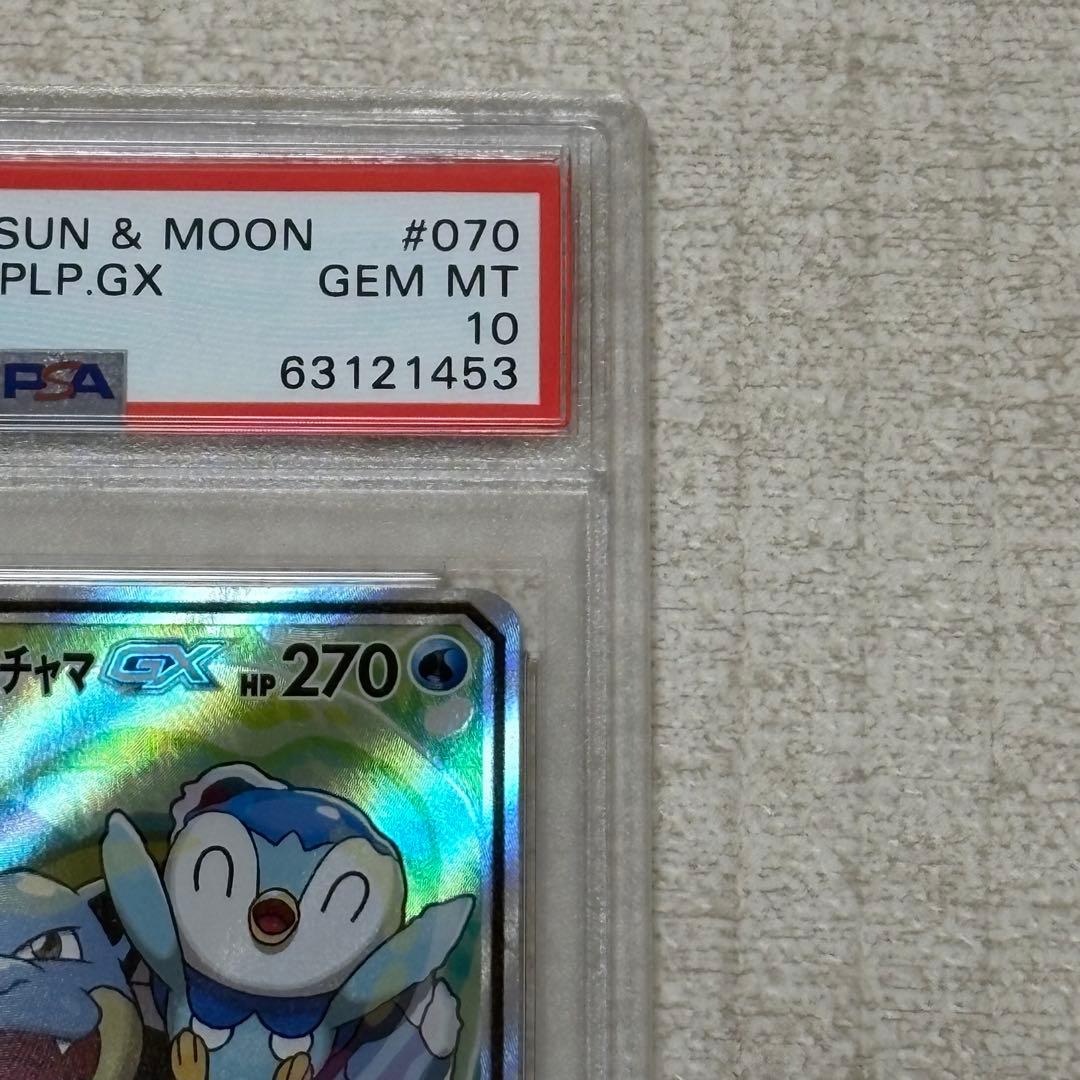 SUN & MOON #070
PLP.GX GEM MT
10
PSA 63121453
チャマ GX HP 270